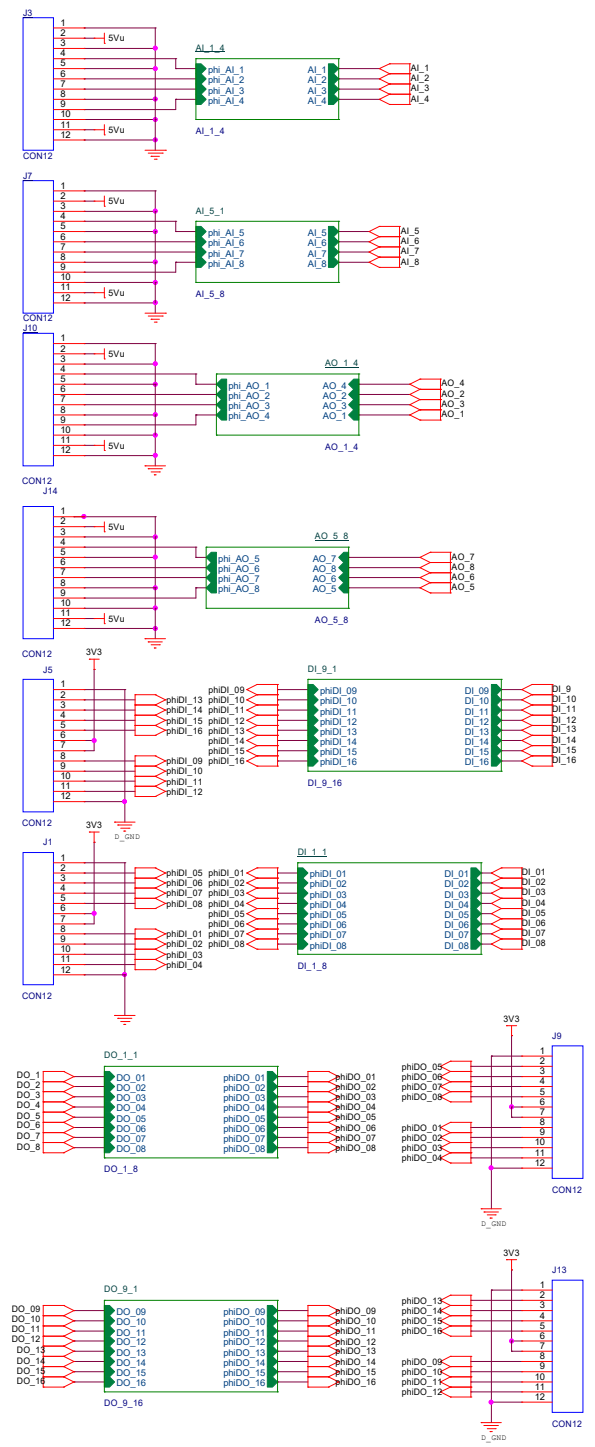 J3
1
2
5Vu
3
4
5
6
7
8
9
10
11
5Vu
12
CON12
AI_1_4
phi_AI_1 AI_1 AI_1
phi_AI_2 AI_2 AI_2
phi_AI_3 AI_3 AI_3
phi_AI_4 AI_4 AI_4
AI_1_4
J7
1
2
5Vu
3
4
5
6
7
8
9
10
11
5Vu
12
CON12
AI_5_1
phi_AI_5 AI_5 AI_5
phi_AI_6 AI_6 AI_6
phi_AI_7 AI_7 AI_7
phi_AI_8 AI_8 AI_8
AI_5_8
J10
1
2
5Vu
3
4
5
6
7
8
9
10
11
5Vu
12
CON12
AO_1_4
phi_AO_1 AO_4 AO_4
phi_AO_2 AO_2 AO_2
phi_AO_3 AO_3 AO_3
phi_AO_4 AO_1 AO_1
AO_1_4
J14
1
2
5Vu
3
4
5
6
7
8
9
10
11
5Vu
12
CON12
AO_5_8
phi_AO_5 AO_7 AO_7
phi_AO_6 AO_8 AO_8
phi_AO_7 AO_6 AO_6
phi_AO_8 AO_5 AO_5
AO_5_8
3V3
J5
1
2 phiDI_13
3 phiDI_14
4 phiDI_15
5 phiDI_16
6
7
8 phiDI_09
9 phiDI_10
10 phiDI_11
11 phiDI_12
12
CON12
D_GND
DI_9_1
phiDI_09 phiDI_09 DI_09 DI_9
phiDI_10 phiDI_10 DI_10 DI_10
phiDI_11 phiDI_11 DI_11 DI_11
phiDI_12 phiDI_12 DI_12 DI_12
phiDI_13 phiDI_13 DI_13 DI_13
phiDI_14 phiDI_14 DI_14 DI_14
phiDI_15 phiDI_15 DI_15 DI_15
phiDI_16 phiDI_16 DI_16 DI_16
DI_9_16
3V3
J1
1
2 phiDI_05
3 phiDI_06
4 phiDI_07
5 phiDI_08
6
7
8 phiDI_01
9 phiDI_02
10 phiDI_03
11 phiDI_04
12
CON12
DI_1_1
phiDI_01 phiDI_01 DI_01 DI_01
phiDI_02 phiDI_02 DI_02 DI_02
phiDI_03 phiDI_03 DI_03 DI_03
phiDI_04 phiDI_04 DI_04 DI_04
phiDI_05 phiDI_05 DI_05 DI_05
phiDI_06 phiDI_06 DI_06 DI_06
phiDI_07 phiDI_07 DI_07 DI_07
phiDI_08 phiDI_08 DI_08 DI_08
DI_1_8
DO_1_1
DO_1 DO_01 phiDO_01 phiDO_01
DO_2 DO_02 phiDO_02 phiDO_02
DO_3 DO_03 phiDO_03 phiDO_03
DO_4 DO_04 phiDO_04 phiDO_04
DO_5 DO_05 phiDO_05 phiDO_05
DO_6 DO_06 phiDO_06 phiDO_06
DO_7 DO_07 phiDO_07 phiDO_07
DO_8 DO_08 phiDO_08 phiDO_08
DO_1_8
3V3
J9
1
phiDO_05 2
phiDO_06 3
phiDO_07 4
phiDO_08 5
6
7
phiDO_01 8
phiDO_02 9
phiDO_03 10
phiDO_04 11
12
CON12
D_GND
DO_9_1
DO_09 DO_09 phiDO_09 phiDO_09
DO_10 DO_10 phiDO_10 phiDO_10
DO_11 DO_11 phiDO_11 phiDO_11
DO_12 DO_12 phiDO_12 phiDO_12
DO_13 DO_13 phiDO_13 phiDO_13
DO_14 DO_14 phiDO_14 phiDO_14
DO_15 DO_15 phiDO_15 phiDO_15
DO_16 DO_16 phiDO_16 phiDO_16
DO_9_16
3V3
J13
1
phiDO_13 2
phiDO_14 3
phiDO_15 4
phiDO_16 5
6
7
phiDO_09 8
phiDO_10 9
phiDO_11 10
phiDO_12 11
12
CON12
D_GND